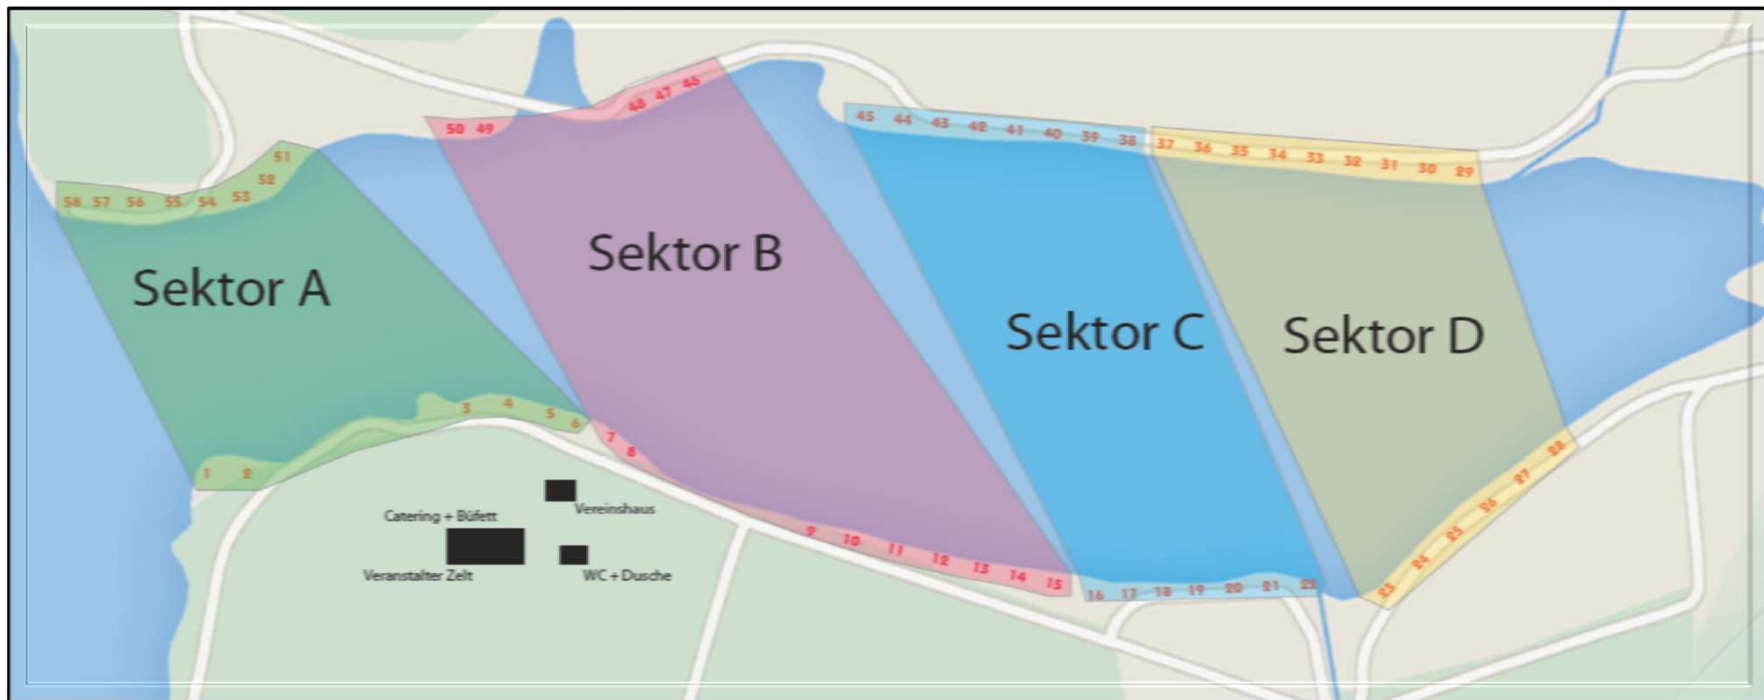 50 49 48 47 46
45 44 43 42 41 40 39 38
37 36 35 34 33 32 31 30 29
58 57 56 55 54 53 52 51
Sektor A
Sektor B
Sektor C
Sektor D
1 2 3 4 5 6
7 8 9 10 11 12 13 14 15
16 17 18 19 20 21 22
23 24 25 26 27 28
Vereinshaus
Catering + Büfett
Veranstalter Zelt
WC + Dusche